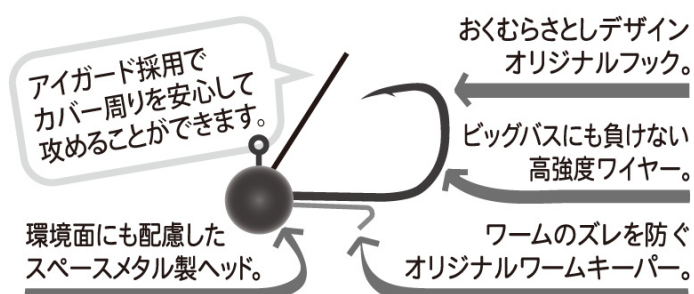 アイガード採用で
カバー周りを安心して
攻めることができます。
おくむらさとしデザイン
オリジナルフック。
ビッグバスにも負けない
高強度ワイヤー。
環境面にも配慮した
スペースメタル製ヘッド。
ワームのズレを防ぐ
オリジナルワームキーパー。